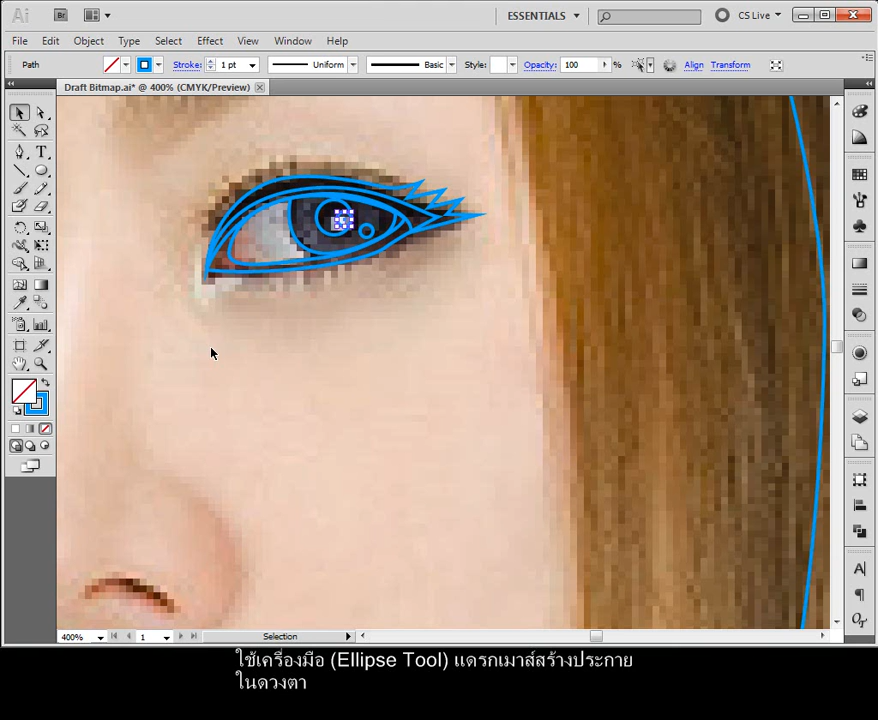 Ai Br ESSENTIALS CS Live
File Edit Object Type Select Effect View Window Help
Path Stroke: 1 pt Uniform Basic Style: Opacity: 100 % Align Transform
Draft Bitmap.ai* @ 400% (CMYK/Preview)
400% 1 Selection
ใช้เครื่องมือ (Ellipse Tool) แดรกเมาส์สร้างประกาย
ในดวงตา